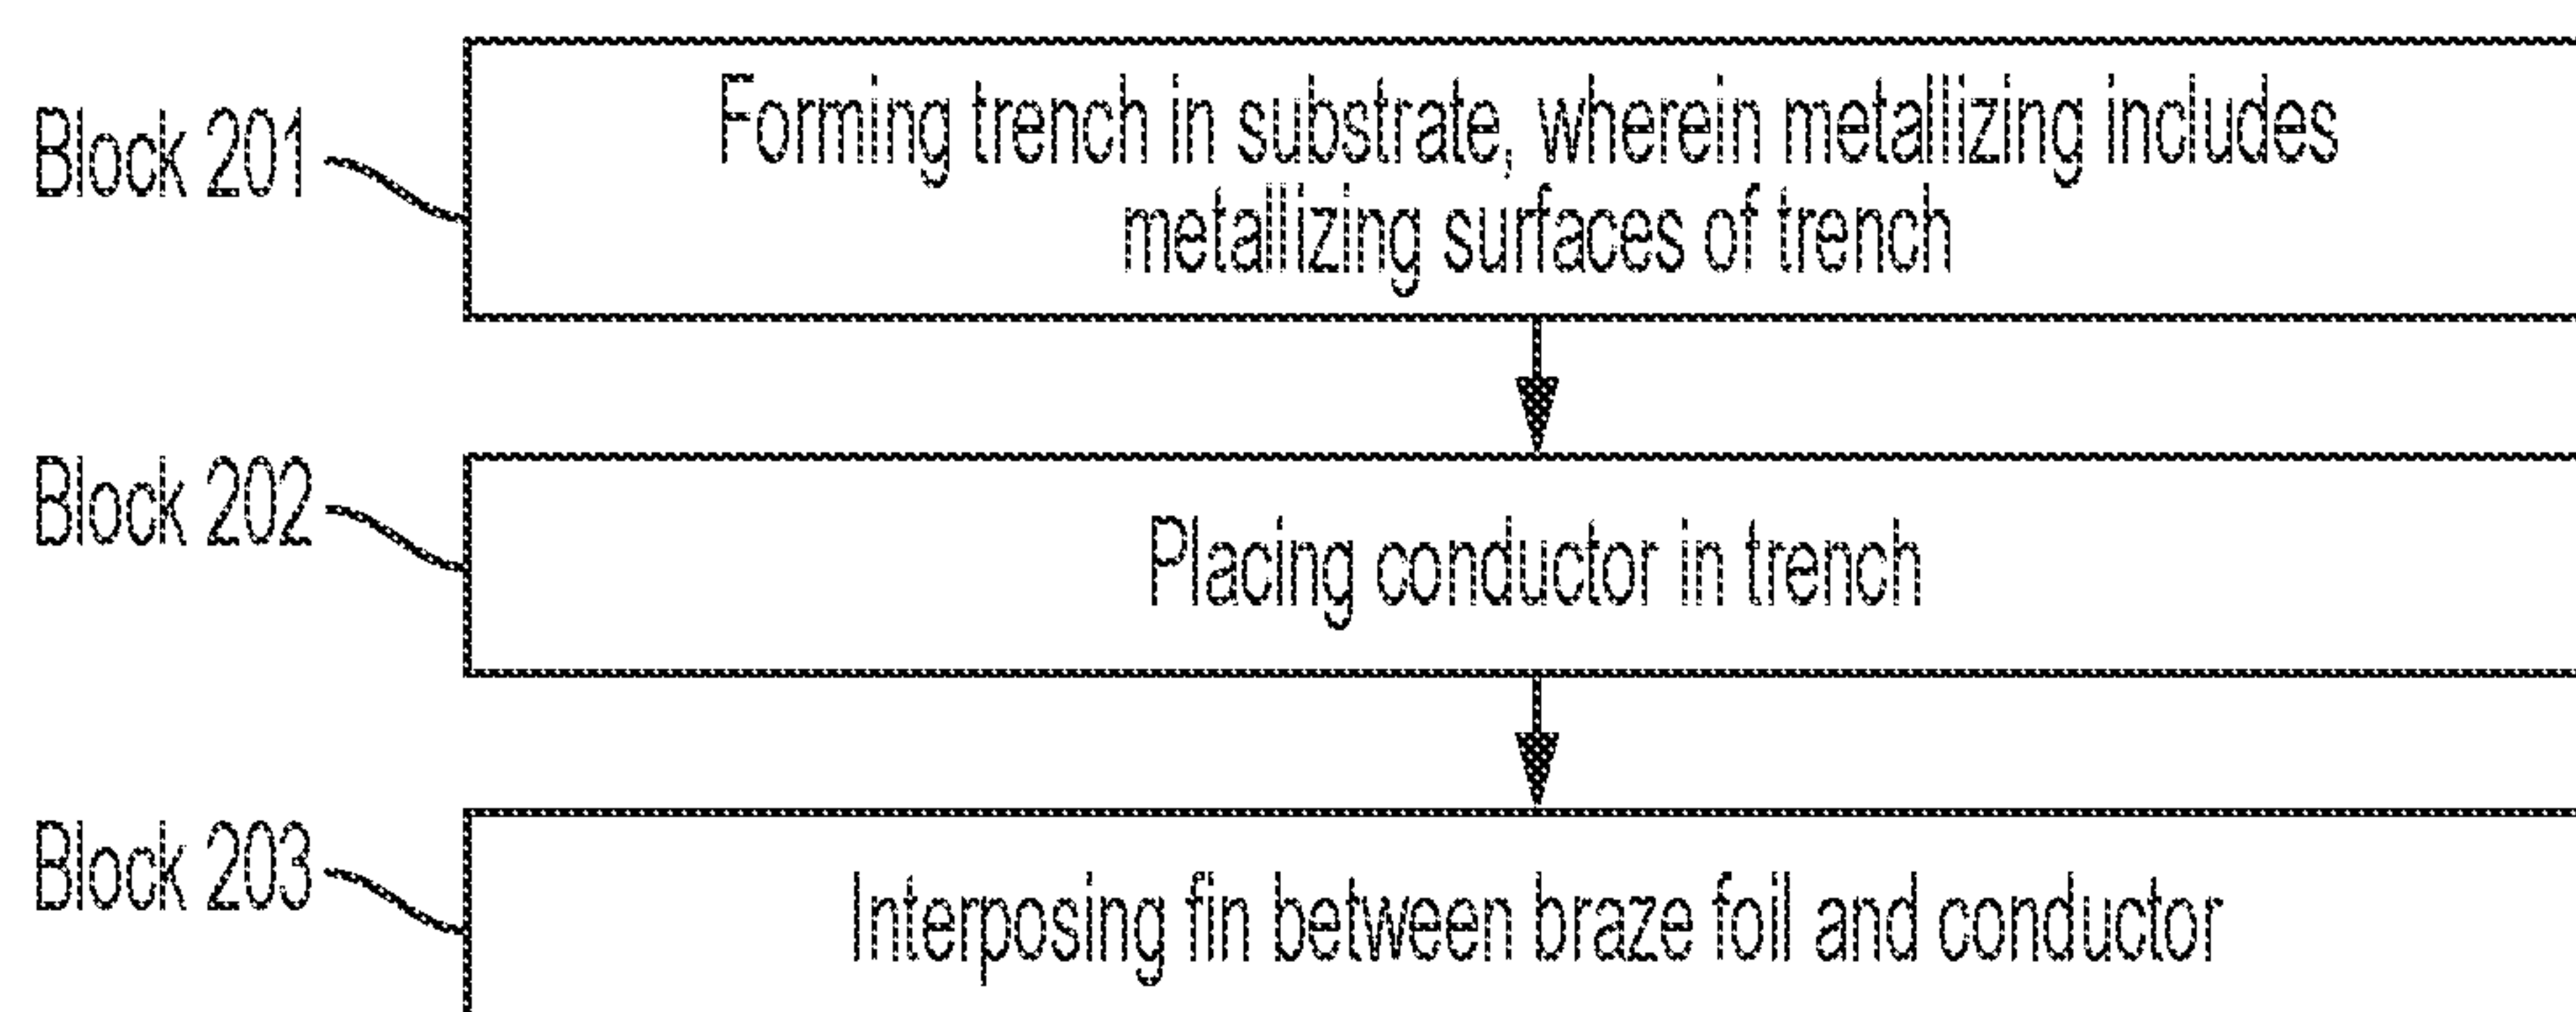 Block 201
Forming trench in substrate, wherein metallizing includes
metallizing surfaces of trench
Block 202
Placing conductor in trench
Block 203
Interposing fin between braze foil and conductor